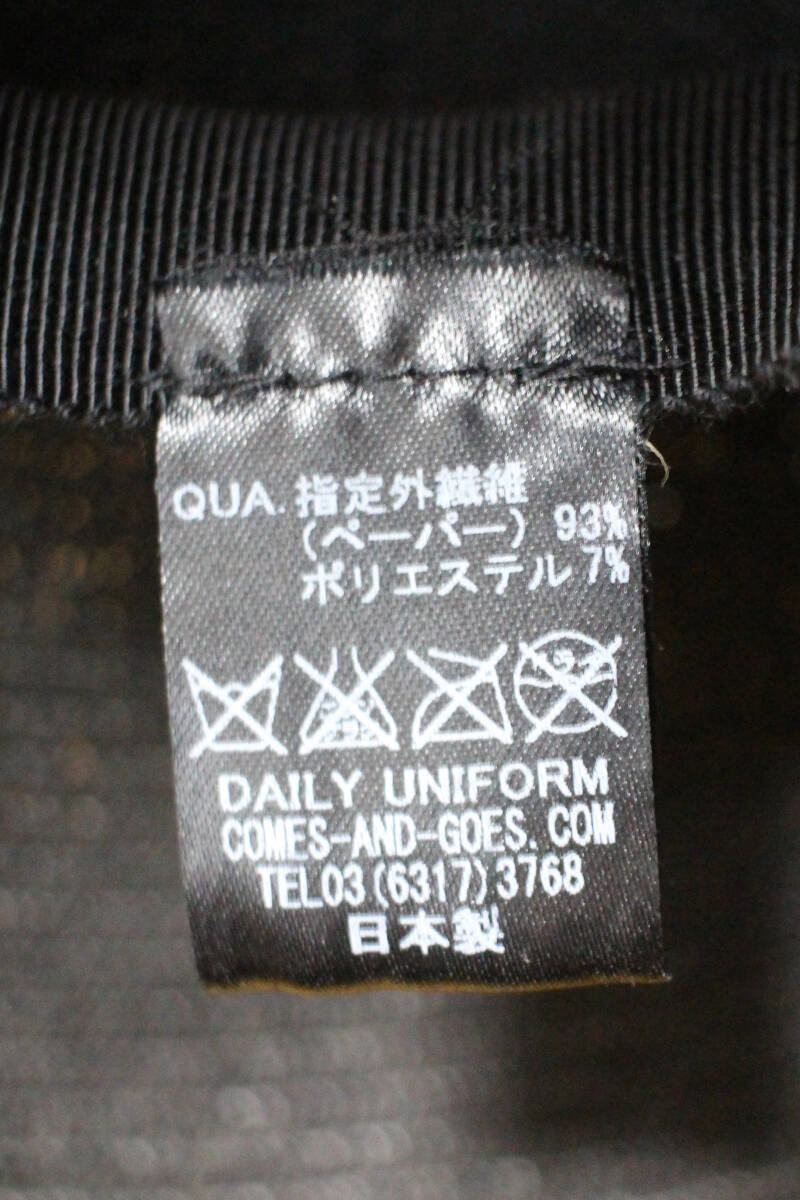 QUA. 指定外繊維
(ペーパー) 93%
ポリエステル 7%
DAILY UNIFORM
COMES-AND-GOES.COM
TEL03(6317)3768
日本製